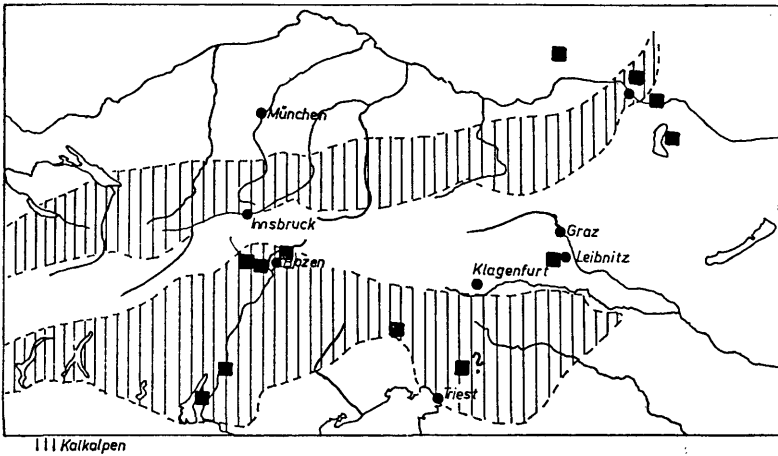 München
Innsbruck
Graz
Bozen
Leibnitz
Klagenfurt
?
Triest
Kalkalpen